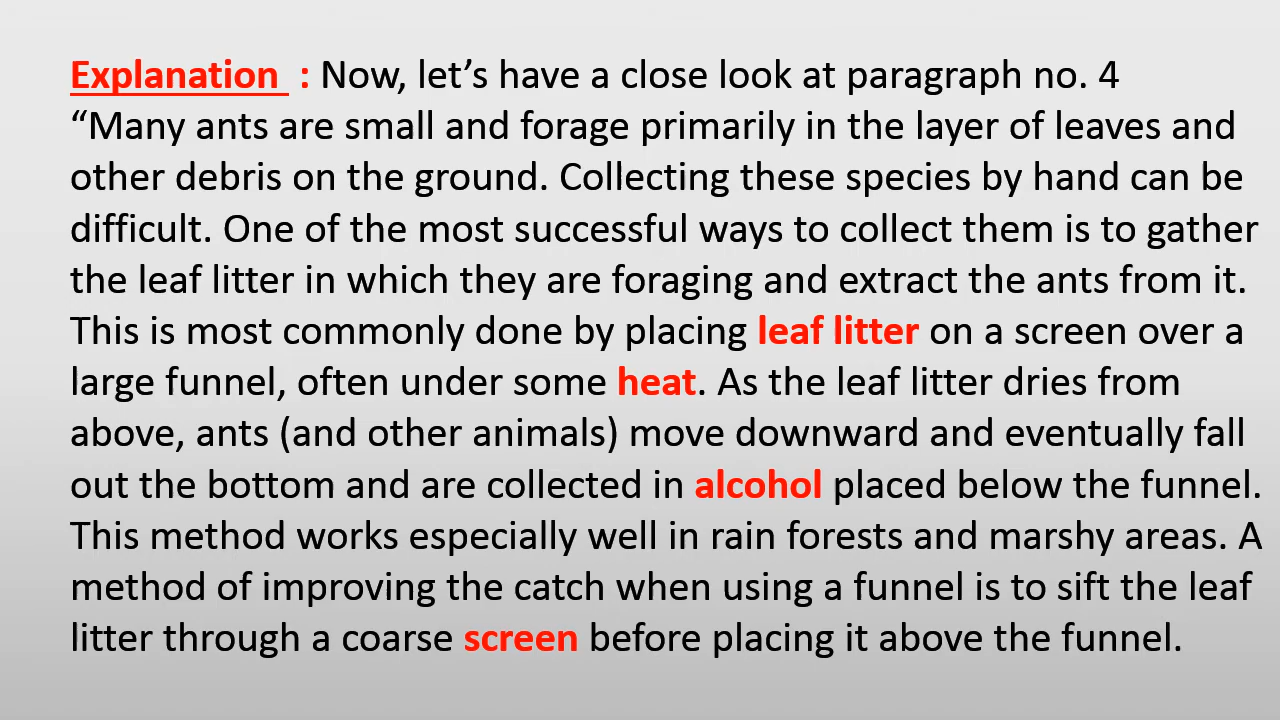 Explanation : Now, let’s have a close look at paragraph no. 4
“Many ants are small and forage primarily in the layer of leaves and
other debris on the ground. Collecting these species by hand can be
difficult. One of the most successful ways to collect them is to gather
the leaf litter in which they are foraging and extract the ants from it.
This is most commonly done by placing leaf litter on a screen over a
large funnel, often under some heat. As the leaf litter dries from
above, ants (and other animals) move downward and eventually fall
out the bottom and are collected in alcohol placed below the funnel.
This method works especially well in rain forests and marshy areas. A
method of improving the catch when using a funnel is to sift the leaf
litter through a coarse screen before placing it above the funnel.